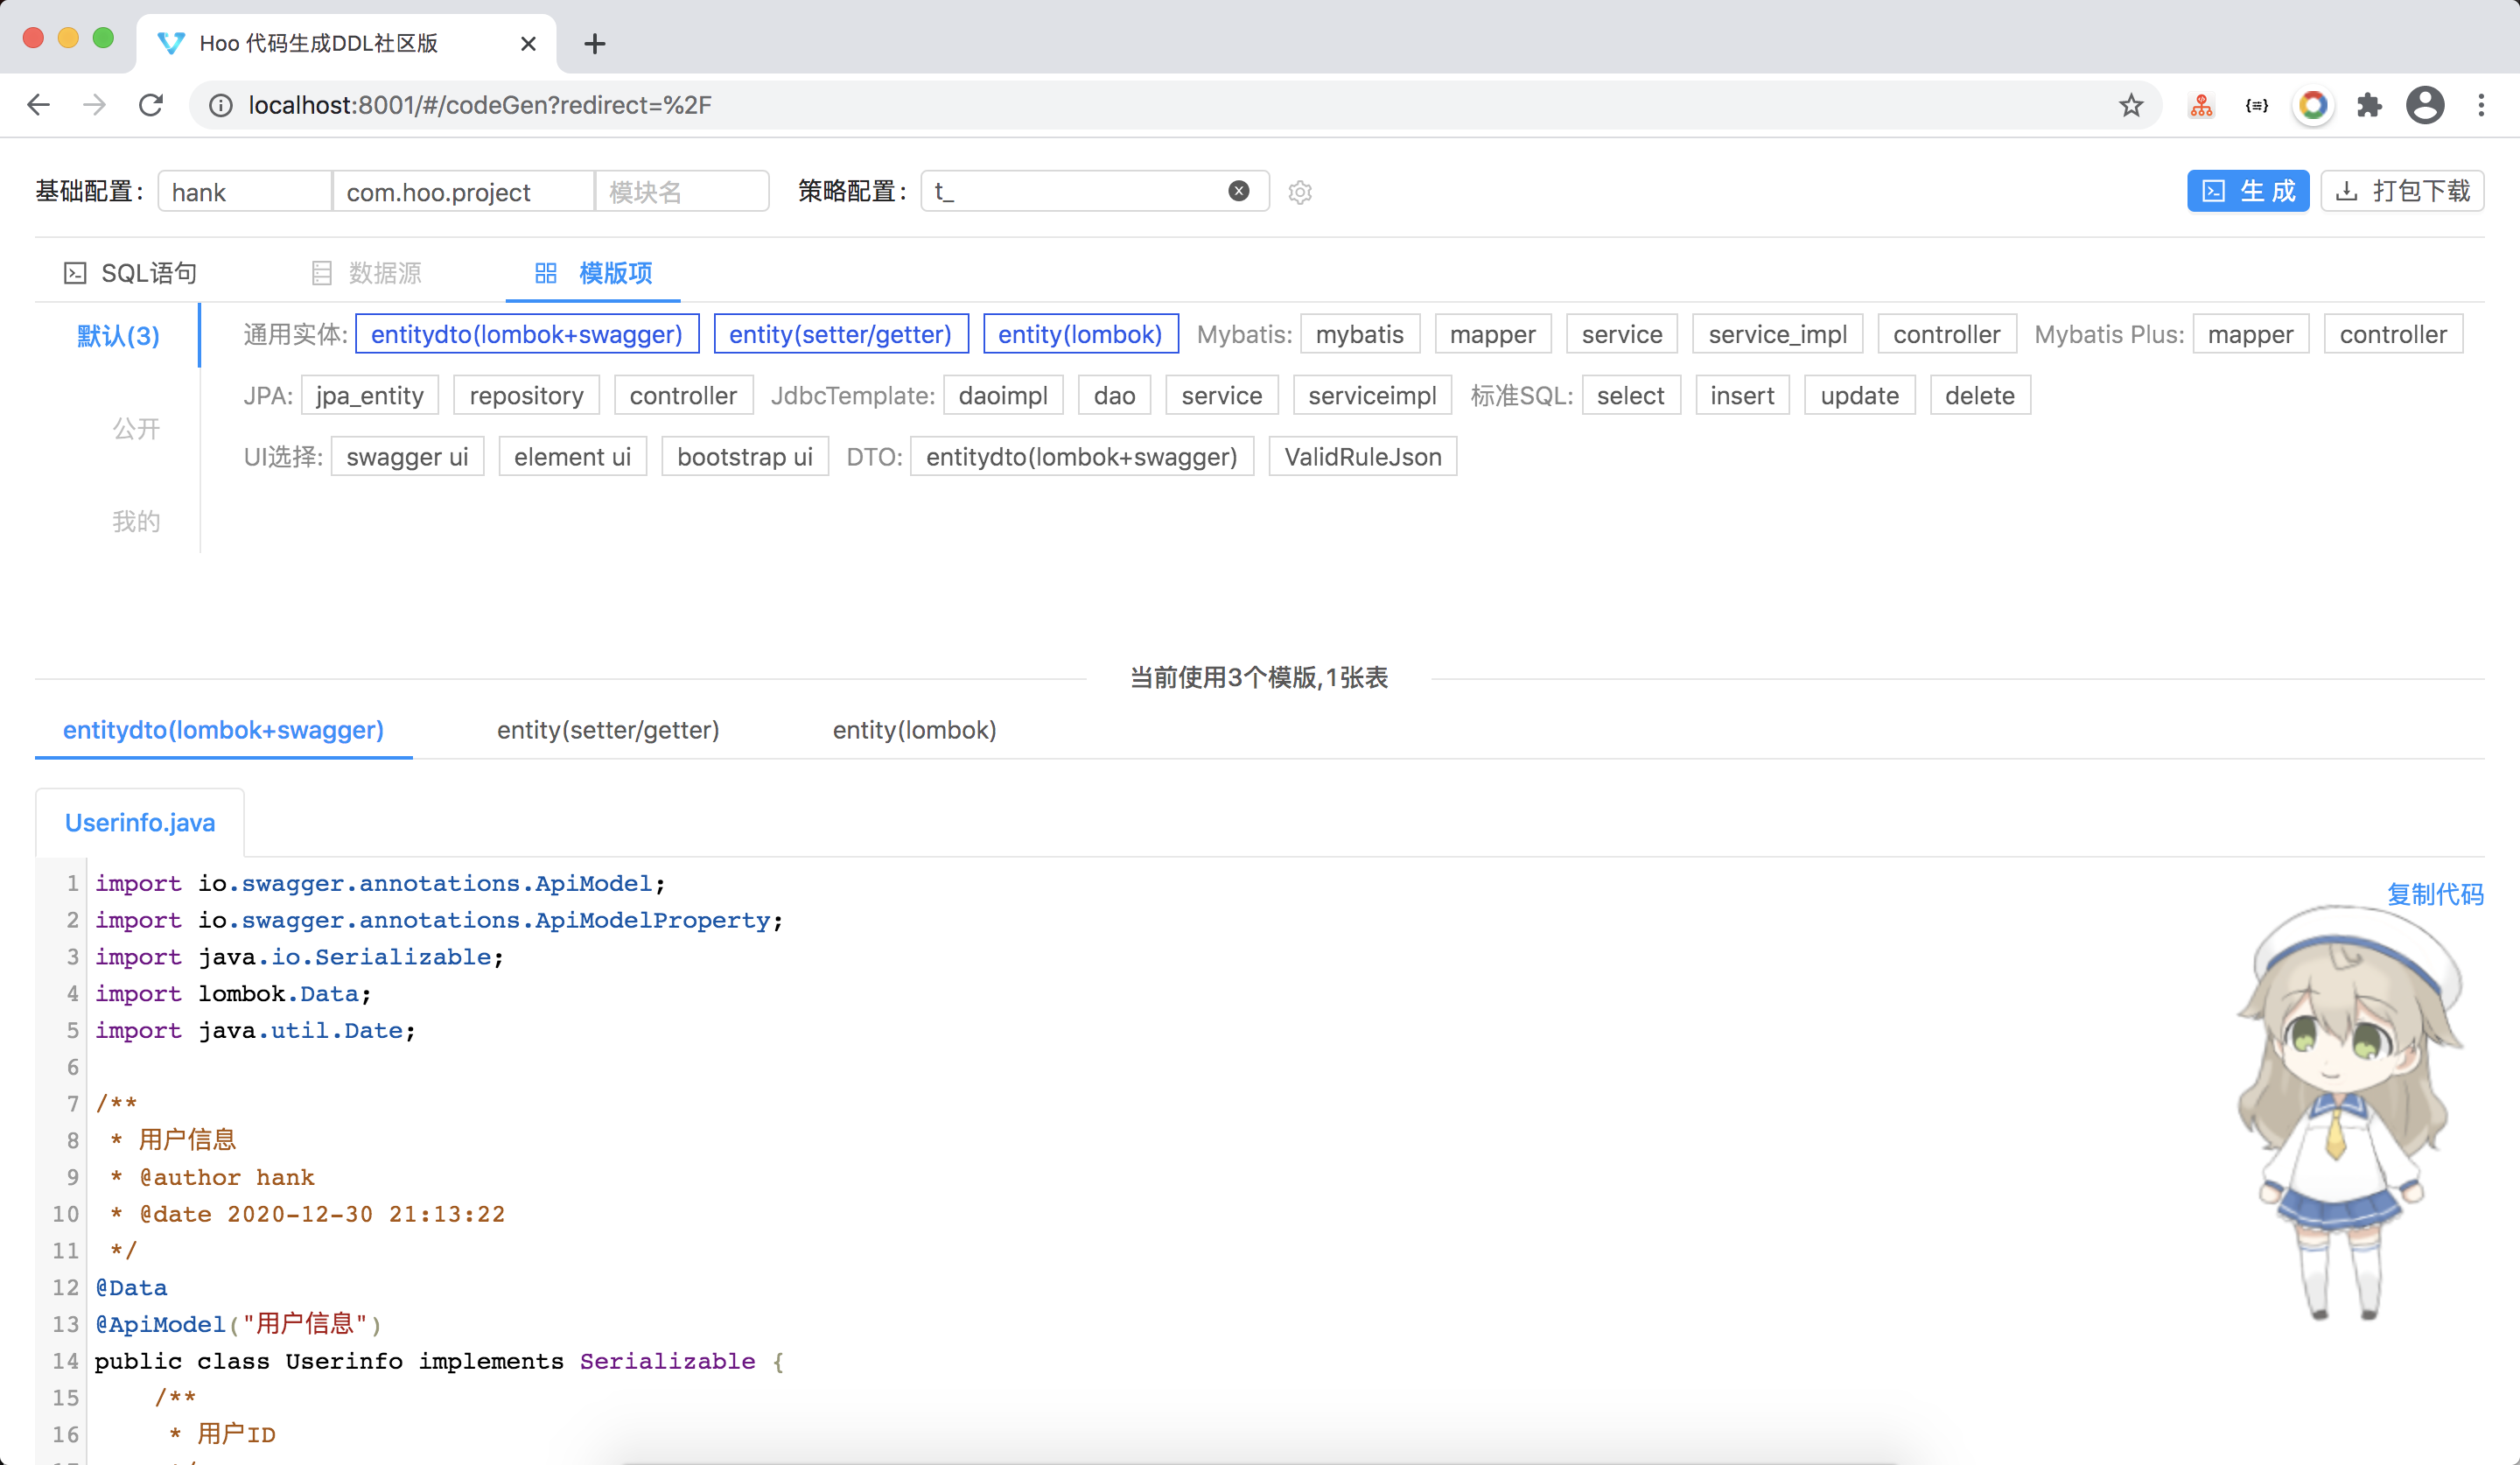 Hoo 代码生成DDL社区版
localhost:8001/#/codeGen?redirect=%2F
基础配置: hank com.hoo.project 模块名 策略配置: t_ 生 成 打包下载
SQL语句 数据源 模版项
默认(3)
公开
我的
通用实体: entitydto(lombok+swagger) entity(setter/getter) entity(lombok) Mybatis: mybatis mapper service service_impl controller Mybatis Plus: mapper controller
JPA: jpa_entity repository controller JdbcTemplate: daoimpl dao service serviceimpl 标准SQL: select insert update delete
UI选择: swagger ui element ui bootstrap ui DTO: entitydto(lombok+swagger) ValidRuleJson
当前使用3个模版,1张表
entitydto(lombok+swagger) entity(setter/getter) entity(lombok)
Userinfo.java
复制代码
1 import io.swagger.annotations.ApiModel;
2 import io.swagger.annotations.ApiModelProperty;
3 import java.io.Serializable;
4 import lombok.Data;
5 import java.util.Date;
6
7 /**
8 * 用户信息
9 * @author hank
10 * @date 2020-12-30 21:13:22
11 */
12 @Data
13 @ApiModel("用户信息")
14 public class Userinfo implements Serializable {
15 /**
16 * 用户ID